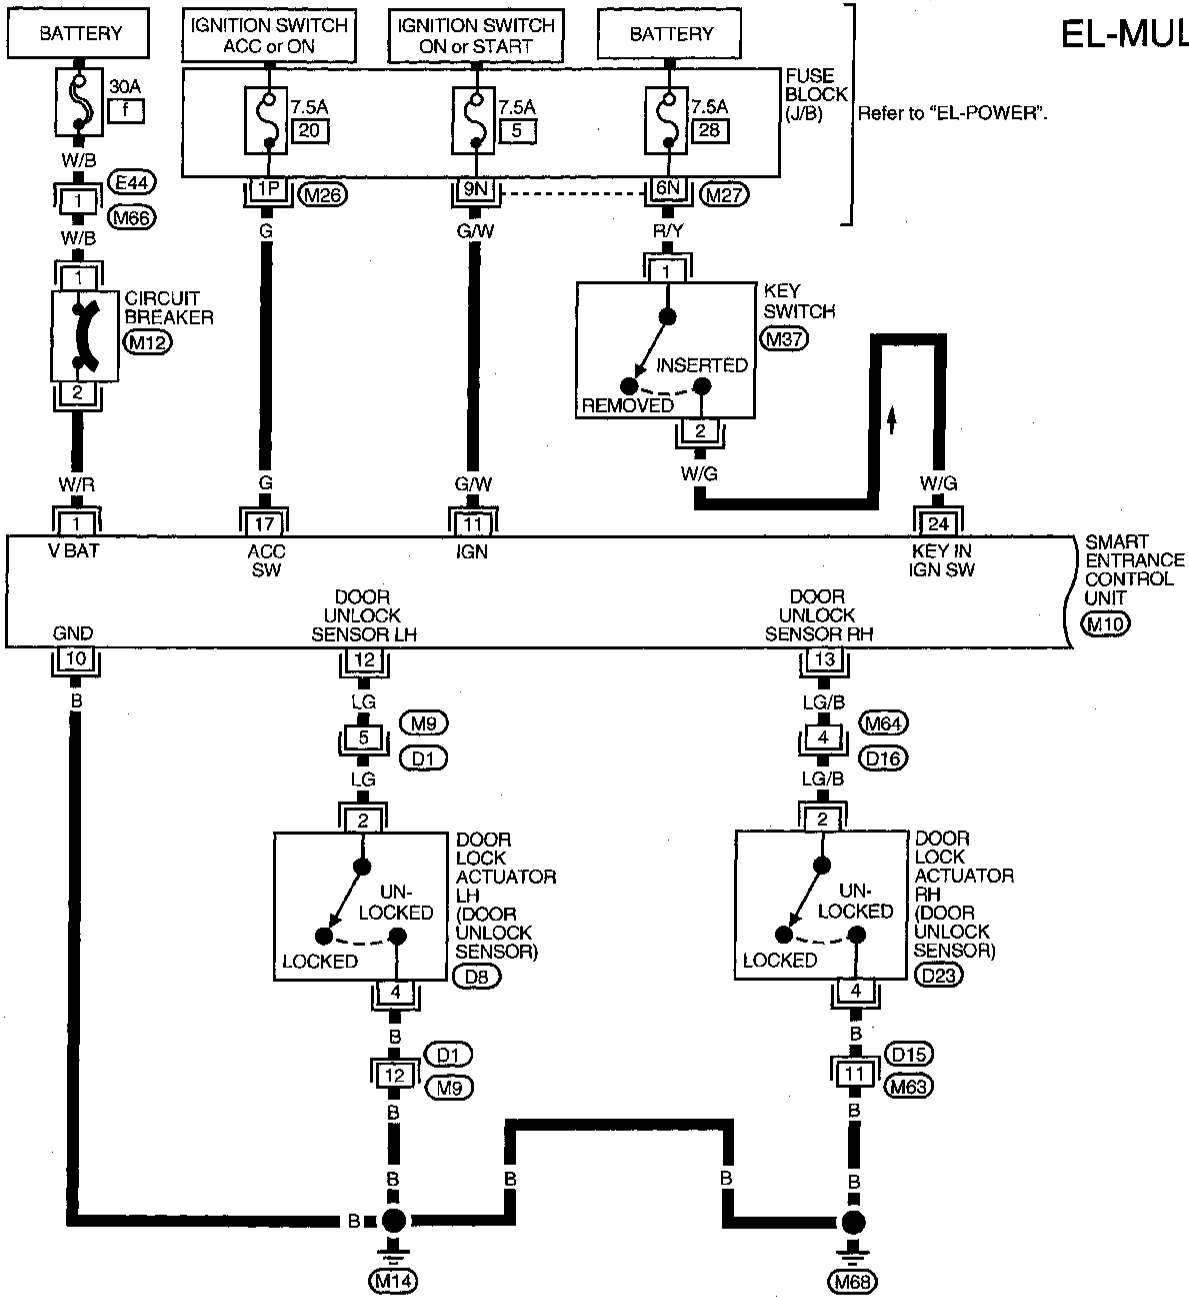 EL-MUL
BATTERY
IGNITION SWITCH
ACC or ON
IGNITION SWITCH
ON or START
BATTERY
30A
f
7.5A
20
7.5A
5
7.5A
28
FUSE
BLOCK
(J/B)
Refer to "EL-POWER".
W/B
1
E44
M66
W/B
1P
M26
9N
6N
M27
G
G/W
R/Y
1
CIRCUIT
BREAKER
M12
2
1
KEY
SWITCH
M37
INSERTED
REMOVED
2
W/G
W/R
G
G/W
W/G
1
17
11
24
V BAT
ACC
SW
IGN
KEY IN
IGN SW
SMART
ENTRANCE
CONTROL
UNIT
M10
GND
DOOR
UNLOCK
SENSOR LH
DOOR
UNLOCK
SENSOR RH
10
12
13
B
LG
LG/B
5
M9
D1
4
M64
D16
LG
LG/B
2
2
DOOR
LOCK
ACTUATOR
LH
(DOOR
UNLOCK
SENSOR)
D8
UN-
LOCKED
LOCKED
DOOR
LOCK
ACTUATOR
RH
(DOOR
UNLOCK
SENSOR)
D23
UN-
LOCKED
LOCKED
4
4
B
B
12
D1
M9
11
D15
M63
B
B
B
B
B
B
B
M14
M68